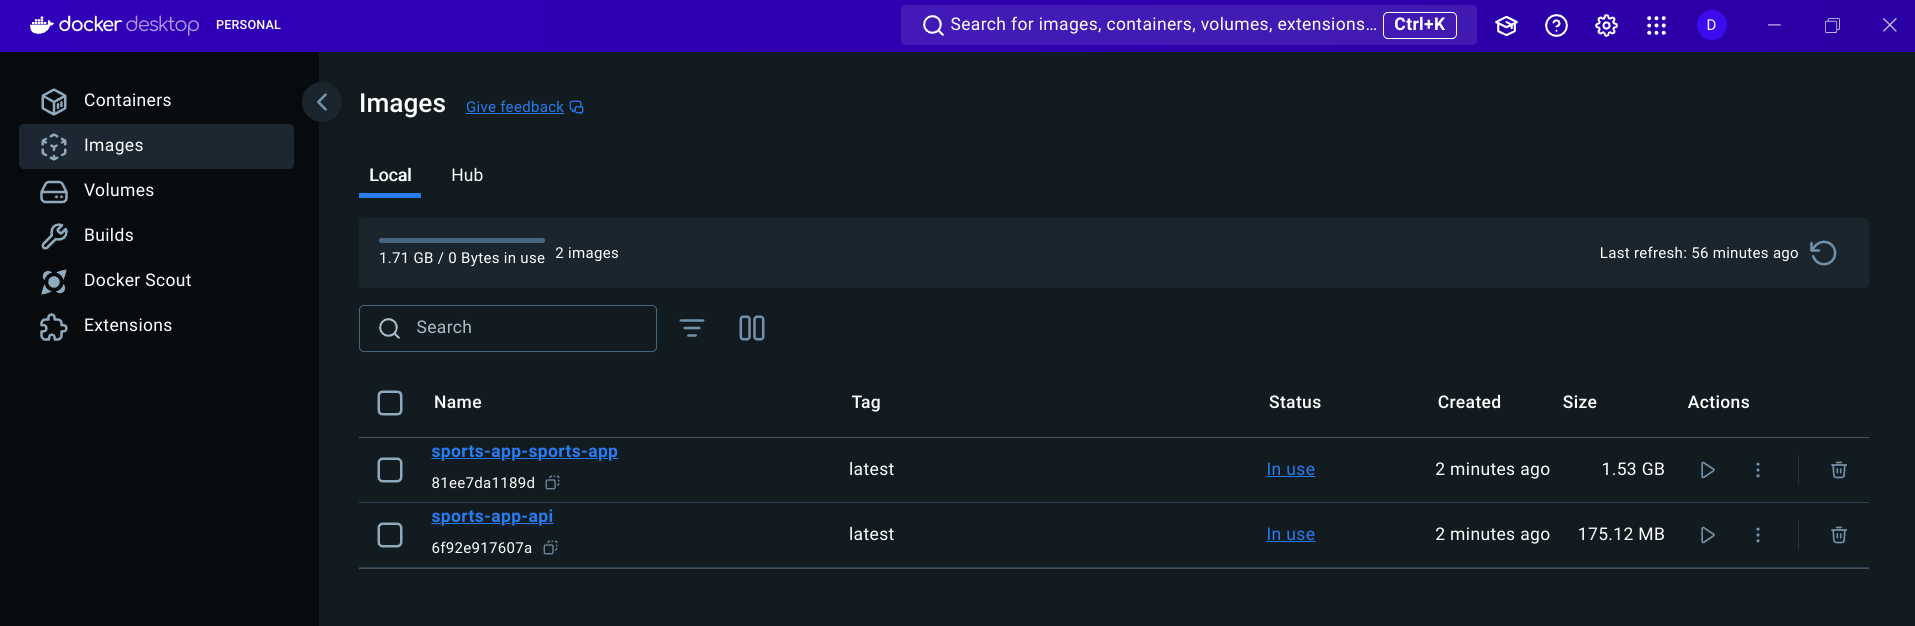 docker desktop PERSONAL
Search for images, containers, volumes, extensions... Ctrl+K
D
Containers
Images
Volumes
Builds
Docker Scout
Extensions
Images Give feedback
Local Hub
1.71 GB / 0 Bytes in use 2 images
Last refresh: 56 minutes ago
Search
Name Tag Status Created Size Actions
sports-app-sports-app
81ee7da1189d
latest In use 2 minutes ago 1.53 GB
sports-app-api
6f92e917607a
latest In use 2 minutes ago 175.12 MB